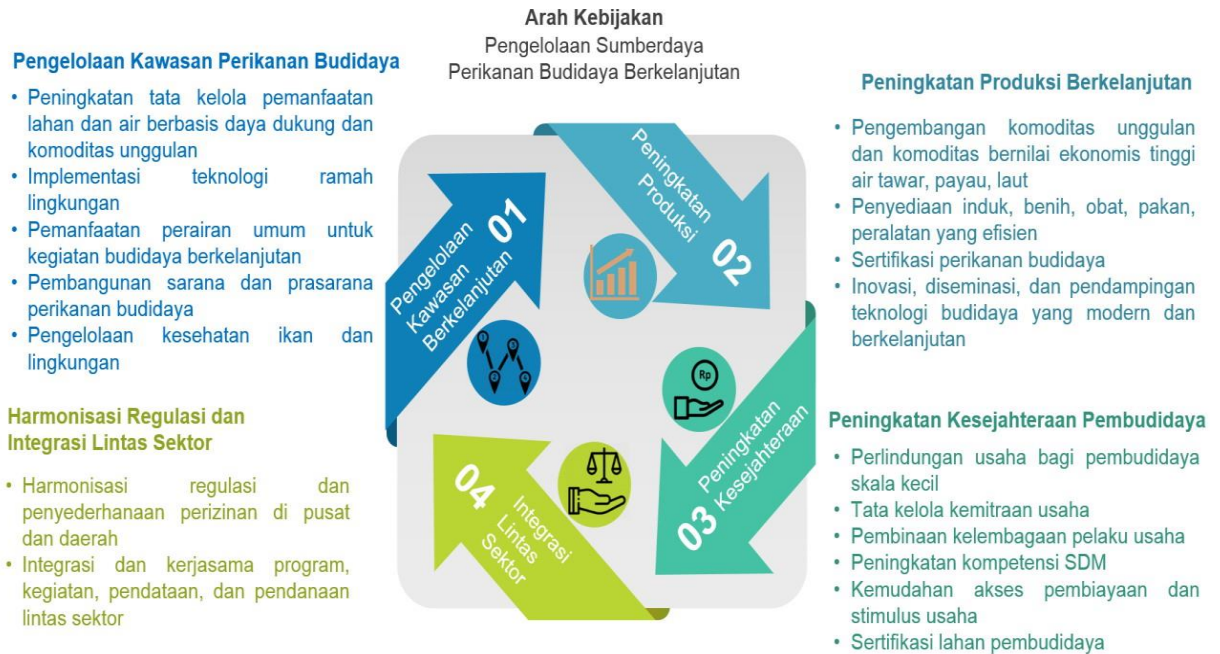 Arah Kebijakan
Pengelolaan Sumberdaya
Perikanan Budidaya Berkelanjutan
Pengelolaan Kawasan Perikanan Budidaya
• Peningkatan tata kelola pemanfaatan
lahan dan air berbasis daya dukung dan
komoditas unggulan
• Implementasi teknologi ramah
lingkungan
• Pemanfaatan perairan umum untuk
kegiatan budidaya berkelanjutan
• Pembangunan sarana dan prasarana
perikanan budidaya
• Pengelolaan kesehatan ikan dan
lingkungan
Pengelolaan
Kawasan
Berkelanjutan
01
Peningkatan
Produksi
02
Peningkatan Produksi Berkelanjutan
• Pengembangan komoditas unggulan
dan komoditas bernilai ekonomis tinggi
air tawar, payau, laut
• Penyediaan induk, benih, obat, pakan,
peralatan yang efisien
• Sertifikasi perikanan budidaya
• Inovasi, diseminasi, dan pendampingan
teknologi budidaya yang modern dan
berkelanjutan
Rp
Peningkatan
Kesejahteraan
03
Peningkatan Kesejahteraan Pembudidaya
• Perlindungan usaha bagi pembudidaya
skala kecil
• Tata kelola kemitraan usaha
• Pembinaan kelembagaan pelaku usaha
• Peningkatan kompetensi SDM
• Kemudahan akses pembiayaan dan
stimulus usaha
• Sertifikasi lahan pembudidaya
04
Integrasi
Lintas
Sektor
Harmonisasi Regulasi dan
Integrasi Lintas Sektor
• Harmonisasi regulasi dan
penyederhanaan perizinan di pusat
dan daerah
• Integrasi dan kerjasama program,
kegiatan, pendataan, dan pendanaan
lintas sektor